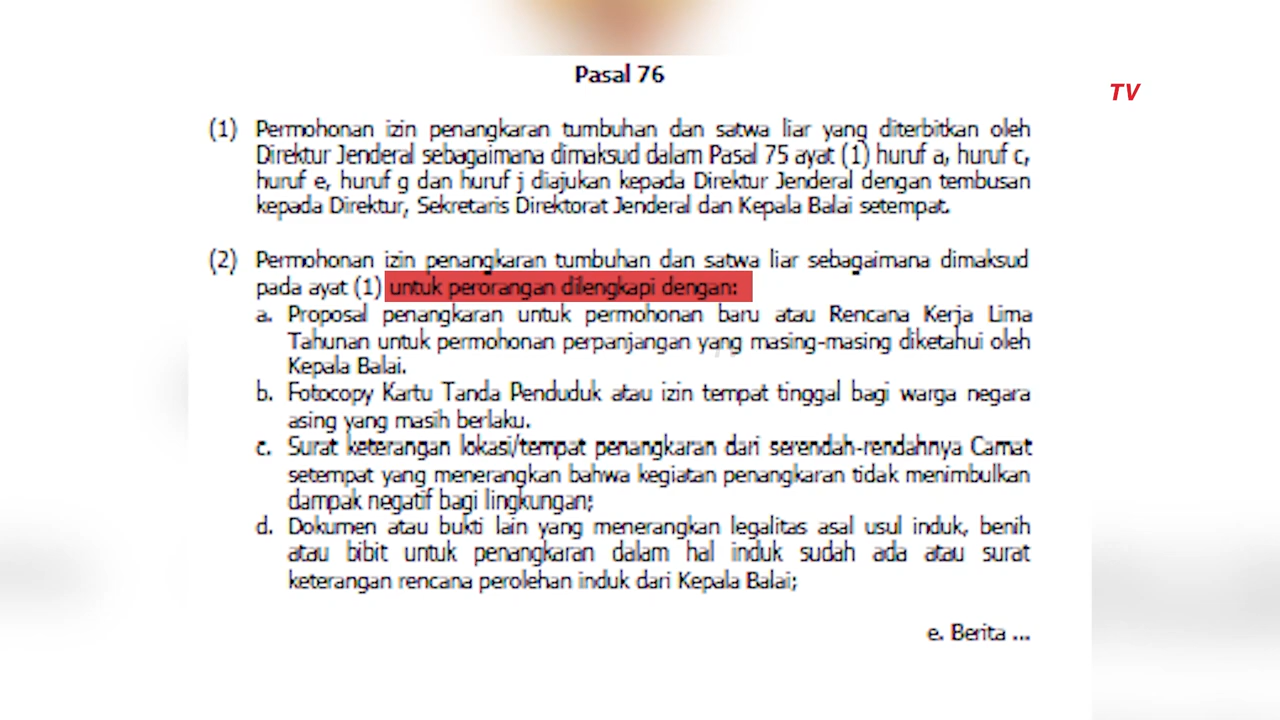 Pasal 76
TV
(1) Permohonan izin penangkaran tumbuhan dan satwa liar yang diterbitkan oleh
Direktur Jenderal sebagaimana dimaksud dalam Pasal 75 ayat (1) huruf a, huruf c,
huruf e, huruf g dan huruf j diajukan kepada Direktur Jenderal dengan tembusan
kepada Direktur, Sekretaris Direktorat Jenderal dan Kepala Balai setempat.
(2) Permohonan izin penangkaran tumbuhan dan satwa liar sebagaimana dimaksud
pada ayat (1) untuk perorangan dilengkapi dengan:
a. Proposal penangkaran untuk permohonan baru atau Rencana Kerja Lima
Tahunan untuk permohonan perpanjangan yang masing-masing diketahui oleh
Kepala Balai.
b. Fotocopy Kartu Tanda Penduduk atau izin tempat tinggal bagi warga negara
asing yang masih berlaku.
c. Surat keterangan lokasi/tempat penangkaran dari serendah-rendahnya Camat
setempat yang menerangkan bahwa kegiatan penangkaran tidak menimbulkan
dampak negatif bagi lingkungan;
d. Dokumen atau bukti lain yang menerangkan legalitas asal usul induk, benih
atau bibit untuk penangkaran dalam hal induk sudah ada atau surat
keterangan rencana perolehan induk dari Kepala Balai;
e. Berita ...